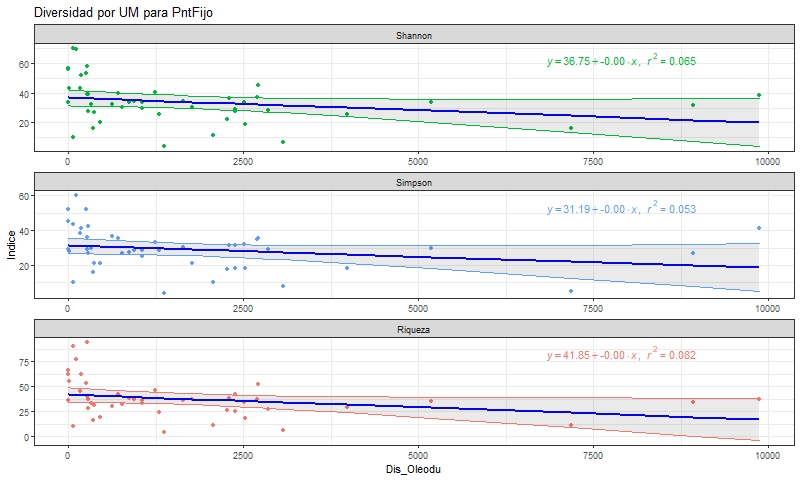 Diversidad por UM para PntFijo
Shannon
y = 36.75 + -0.00 · x, r² = 0.065
60
40
20
0 2500 5000 7500 10000
Simpson
y = 31.19 + -0.00 · x, r² = 0.053
60
40
20
0 2500 5000 7500 10000
Indice
Riqueza
y = 41.85 + -0.00 · x, r² = 0.082
75
50
25
0
0 2500 5000 7500 10000
Dis_Oleodu